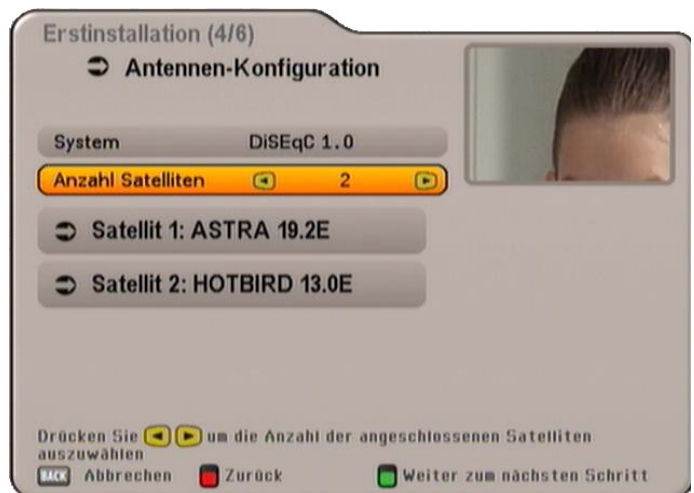 Erstinstallation (4/6)
Antennen-Konfiguration
System DiSEqC 1.0
Anzahl Satelliten 2
Satellit 1: ASTRA 19.2E
Satellit 2: HOTBIRD 13.0E
Drücken Sie um die Anzahl der angeschlossenen Satelliten
auszuwählen
BACK Abbrechen Zurück Weiter zum nächsten Schritt